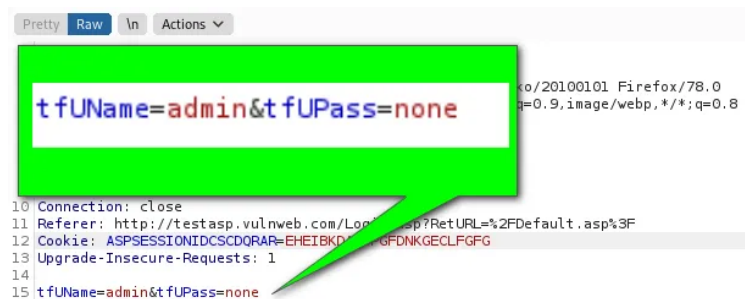 Pretty Raw \n Actions
ko/20100101 Firefox/78.0
q=0.9,image/webp,*/*;q=0.8
tfUName=admin&tfUPass=none
10 Connection: close
11 Referer: http://testasp.vulnweb.com/Log sp?RetURL=%2FDefault.asp%3F
12 Cookie: ASPSESSIONIDCSCDQRAR=EHEIBKD GFDNKGECLFGFG
13 Upgrade-Insecure-Requests: 1
14
15 tfUName=admin&tfUPass=none